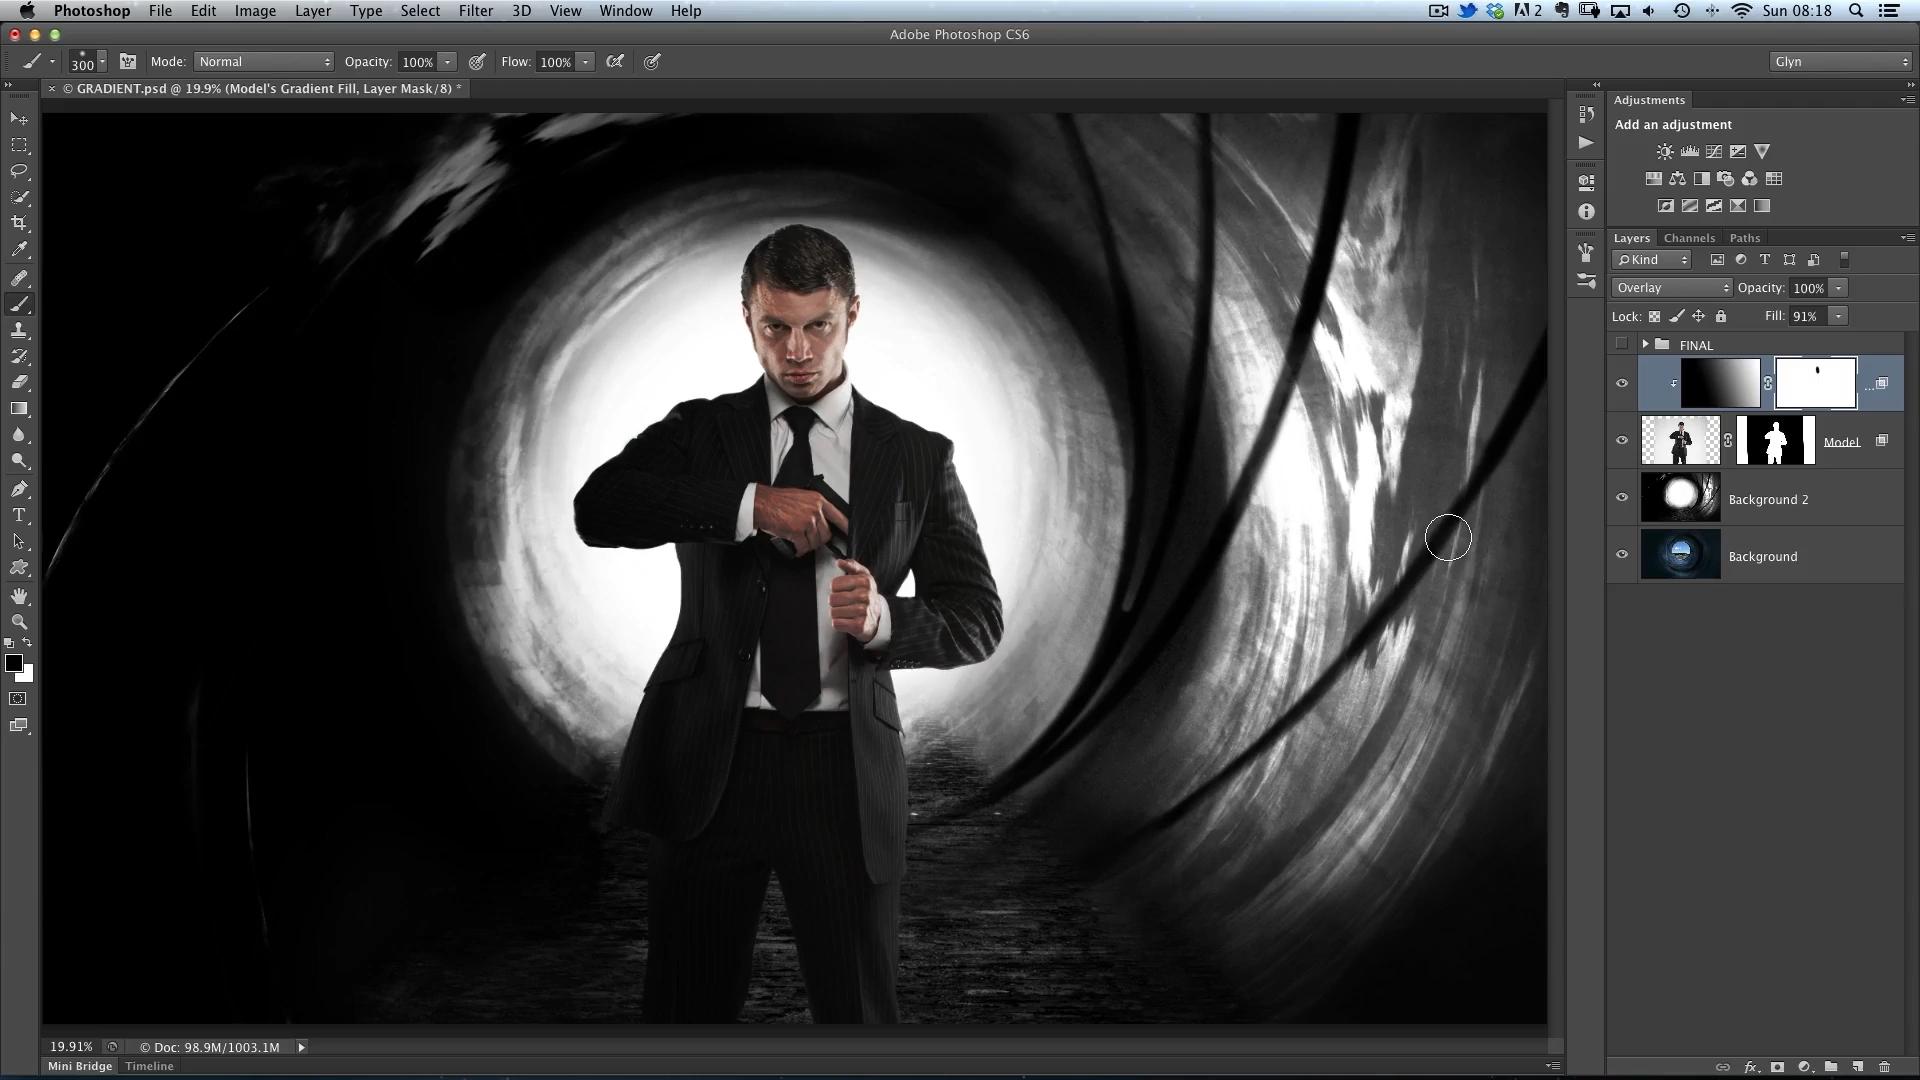 Photoshop File Edit Image Layer Type Select Filter 3D View Window Help 2 Sun 08:18
Adobe Photoshop CS6
300 Mode: Normal Opacity: 100% Flow: 100% Glyn
× © GRADIENT.psd @ 19.9% (Model's Gradient Fill, Layer Mask/8) *
Adjustments
Add an adjustment
Layers Channels Paths
Kind
Overlay Opacity: 100%
Lock: Fill: 91%
FINAL
...
Model
Background 2
Background
19.91% © Doc: 98.9M/1003.1M
Mini Bridge Timeline